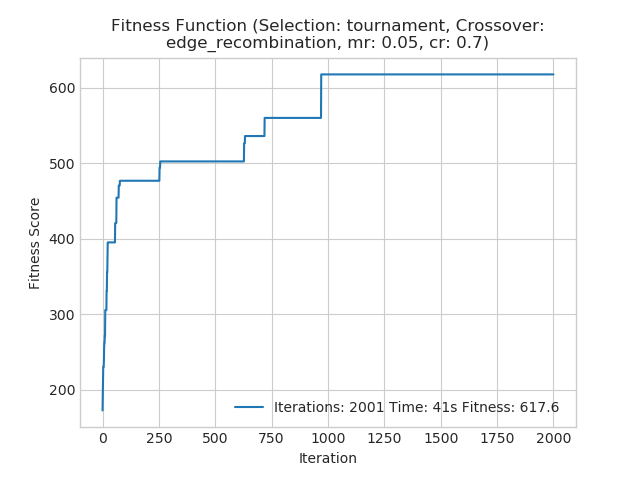 Fitness Function (Selection: tournament, Crossover:
edge_recombination, mr: 0.05, cr: 0.7)
600
500
400
300
200
Fitness Score
Iterations: 2001 Time: 41s Fitness: 617.6
0 250 500 750 1000 1250 1500 1750 2000
Iteration